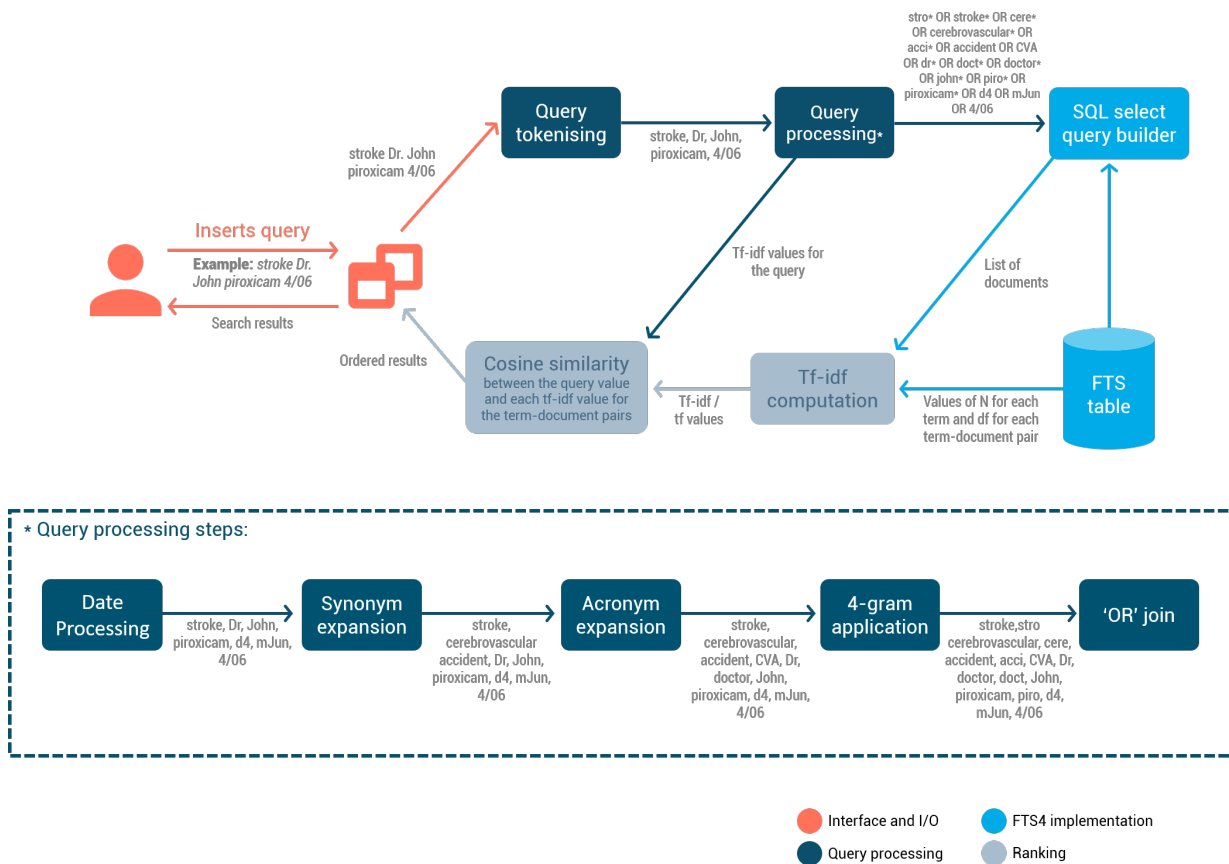 stro* OR stroke* OR cere*
OR cerebrovascular* OR
acci* OR accident OR CVA
OR dr* OR doct* OR doctor*
OR john* OR piro* OR
piroxicam* OR d4 OR mJun
OR 4/06
Query
tokenising
stroke, Dr, John,
piroxicam, 4/06
Query
processing*
SQL select
query builder
stroke Dr. John
piroxicam 4/06
Inserts query
Example: stroke Dr.
John piroxicam 4/06
Search results
Tf-idf values for
the query
List of
documents
Ordered results
Cosine similarity
between the query value
and each tf-idf value for
the term-document pairs
Tf-idf /
tf values
Tf-idf
computation
Values of N for each
term and df for each
term-document pair
FTS
table
* Query processing steps:
Date
Processing
stroke, Dr, John,
piroxicam, d4, mJun,
4/06
Synonym
expansion
stroke,
cerebrovascular
accident, Dr, John,
piroxicam, d4, mJun,
4/06
Acronym
expansion
stroke,
cerebrovascular,
accident, CVA, Dr,
doctor, John,
piroxicam, d4, mJun,
4/06
4-gram
application
stroke,stro
cerebrovascular, cere,
accident, acci, CVA, Dr,
doctor, doct, John,
piroxicam, piro, d4,
mJun, 4/06
‘OR’ join
Interface and I/O
FTS4 implementation
Query processing
Ranking